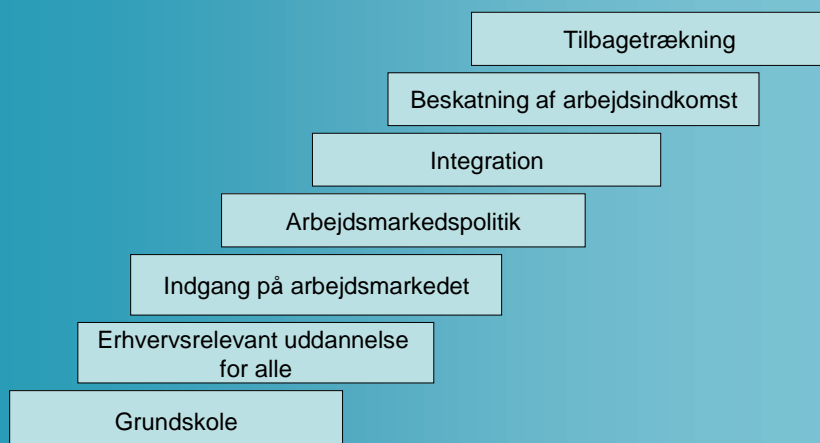 Tilbagetrækning
Beskatning af arbejdsindkomst
Integration
Arbejdsmarkedspolitik
Indgang på arbejdsmarkedet
Erhvervsrelevant uddannelse
for alle
Grundskole